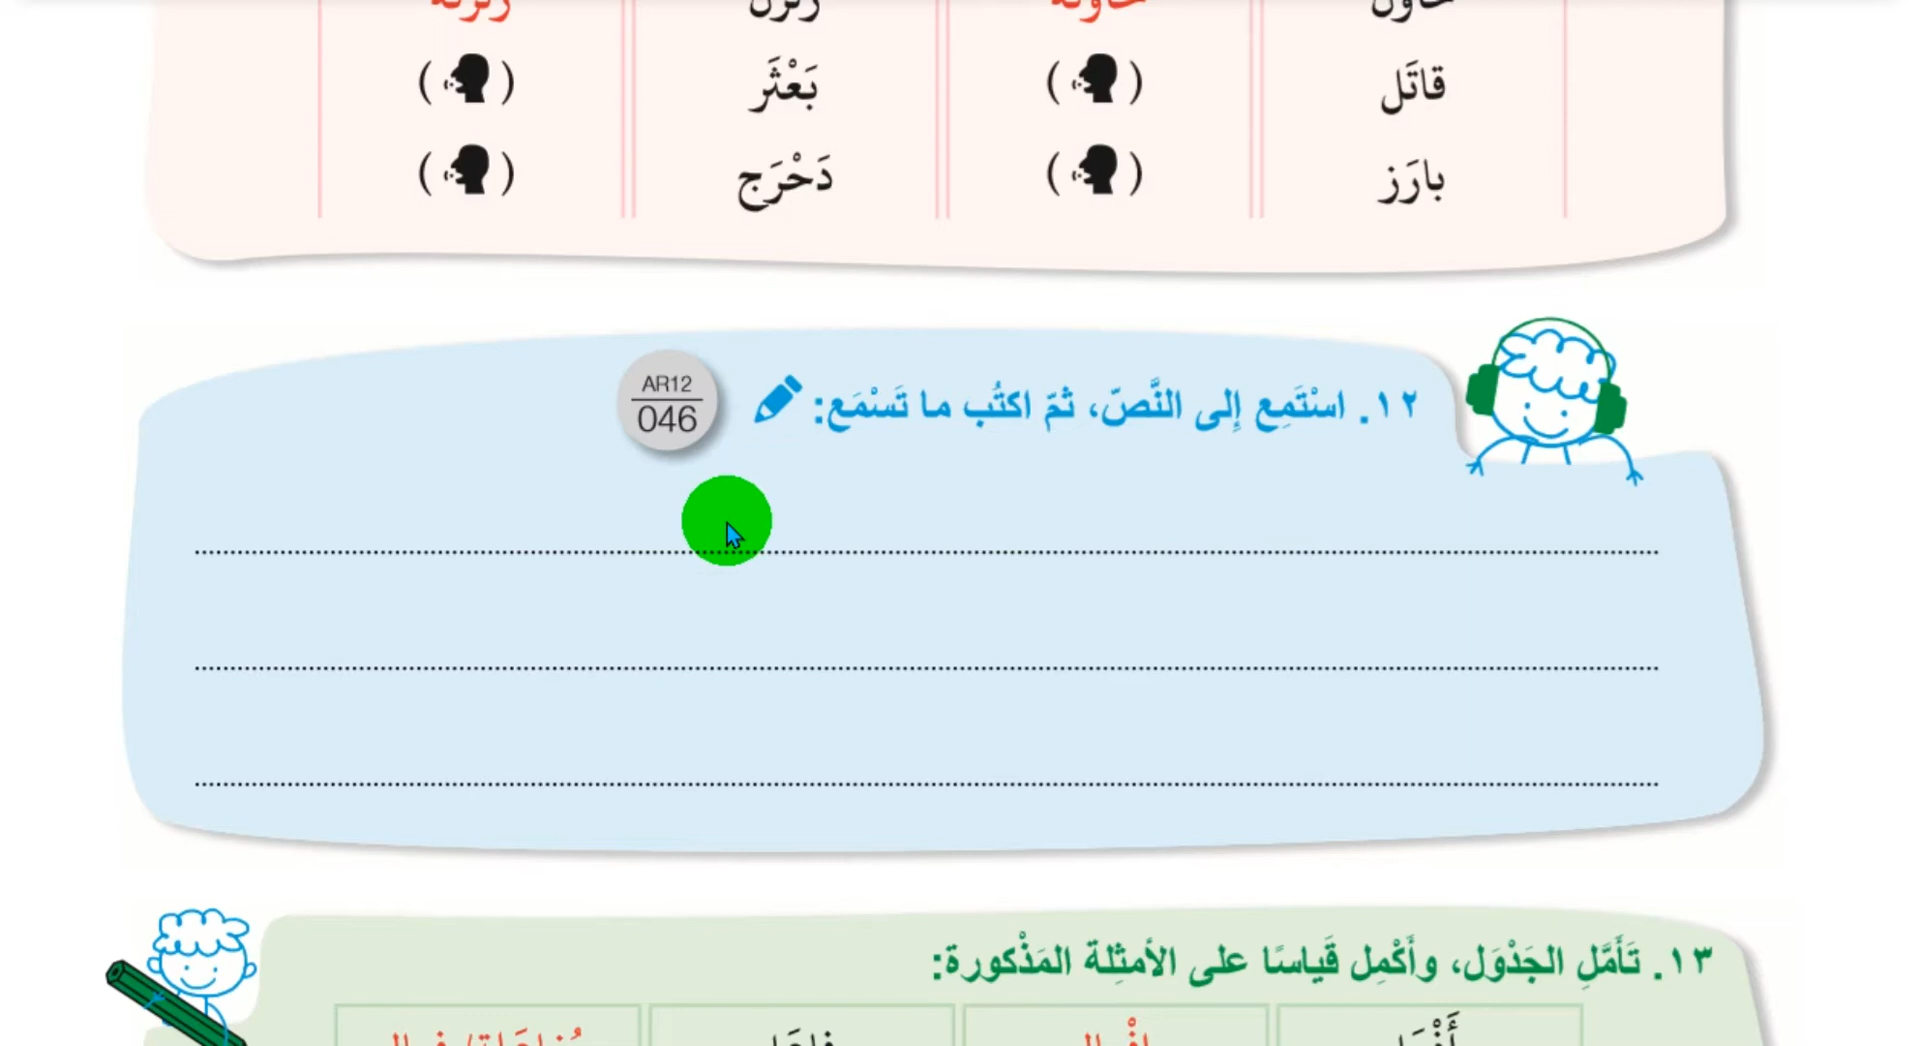 قاتَل ( ) بَعْثَر ( )
بارَز ( ) دَحْرَج ( )
١٢. اسْتَمِع إِلى النَّصّ، ثمّ اكتُب ما تَسْمَع:
AR12
046
١٣. تَأَمَّلِ الجَدْوَل، وأَكْمِل قَياسًا على الأمثِلة المَذْكورة: